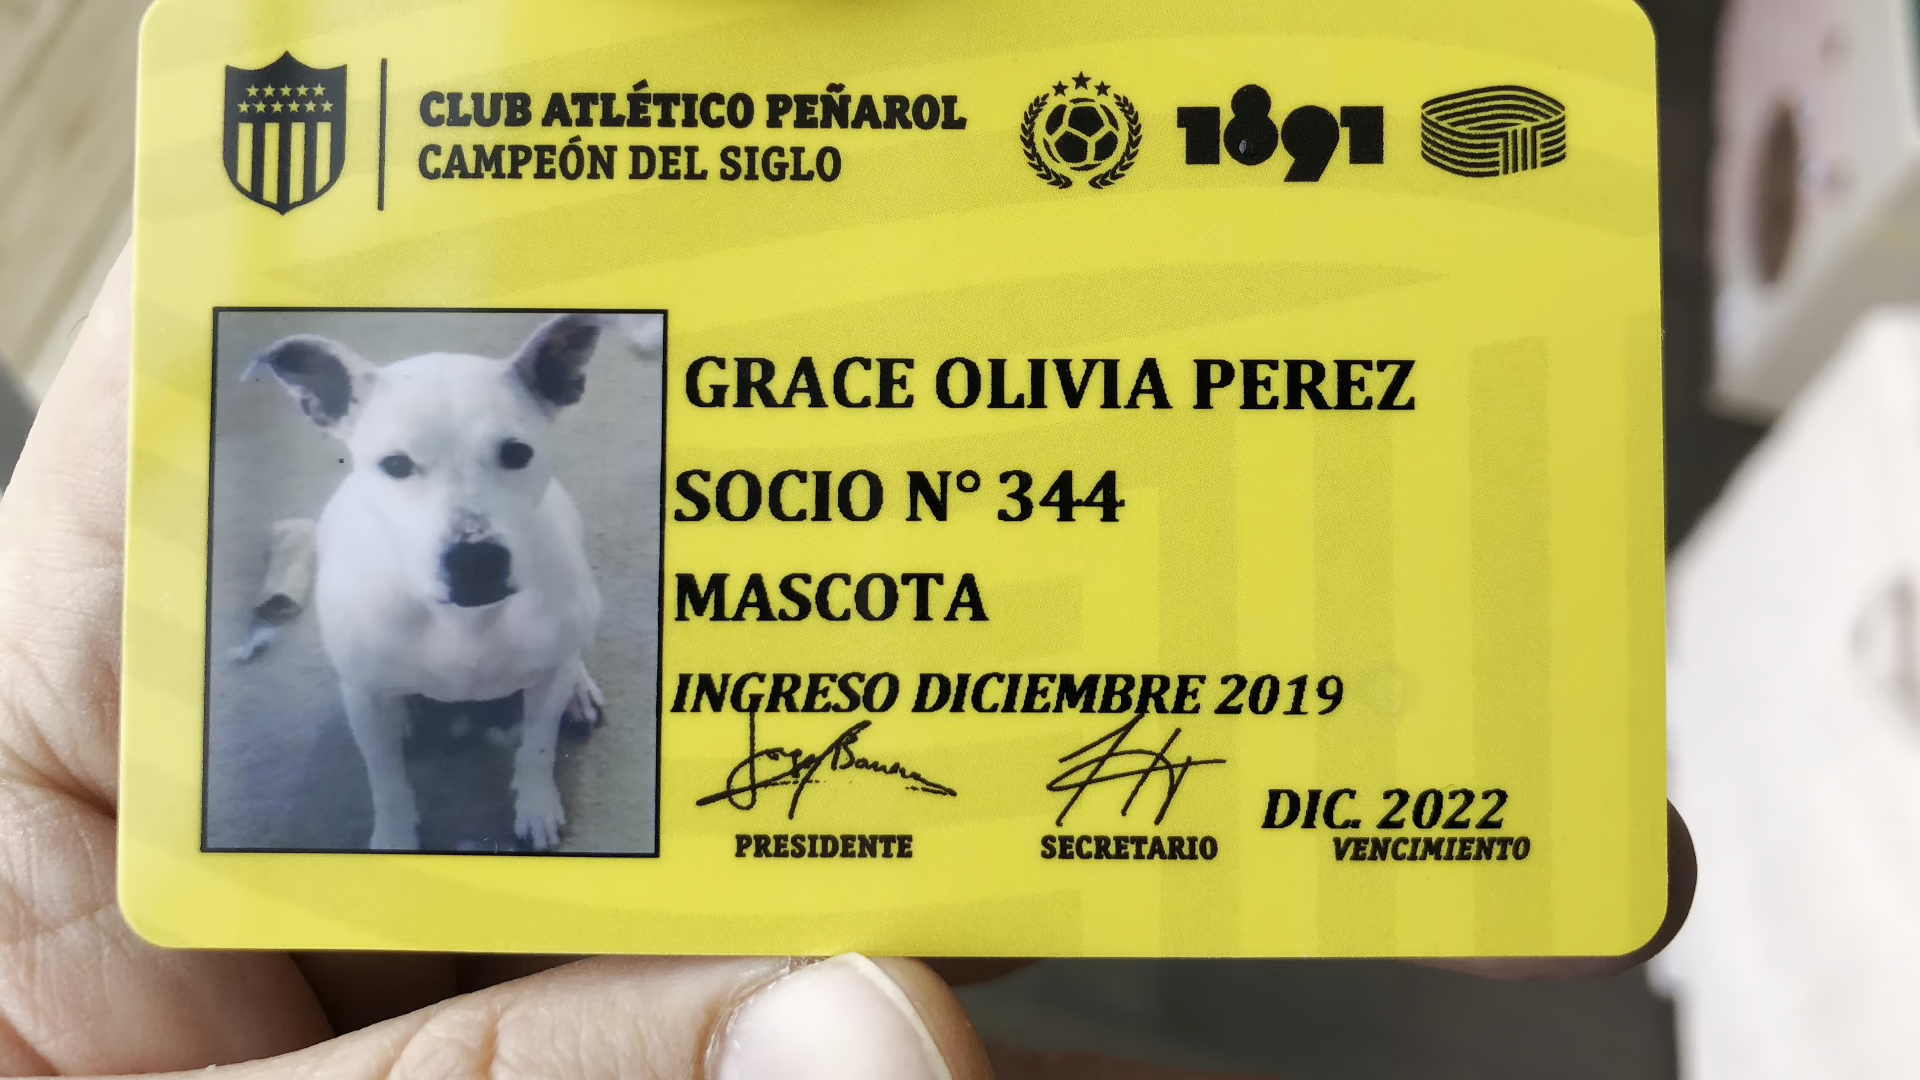 CLUB ATLÉTICO PEÑAROL
CAMPEÓN DEL SIGLO
1891
GRACE OLIVIA PEREZ
SOCIO N° 344
MASCOTA
INGRESO DICIEMBRE 2019
PRESIDENTE
SECRETARIO
DIC. 2022
VENCIMIENTO